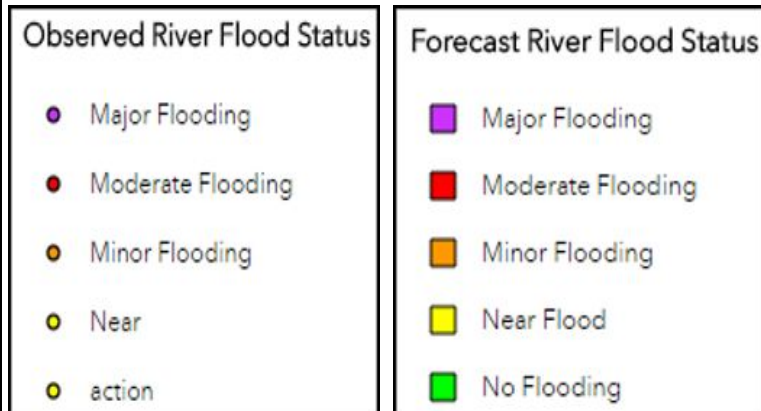 Observed River Flood Status
Major Flooding
Moderate Flooding
Minor Flooding
Near
action
Forecast River Flood Status
Major Flooding
Moderate Flooding
Minor Flooding
Near Flood
No Flooding